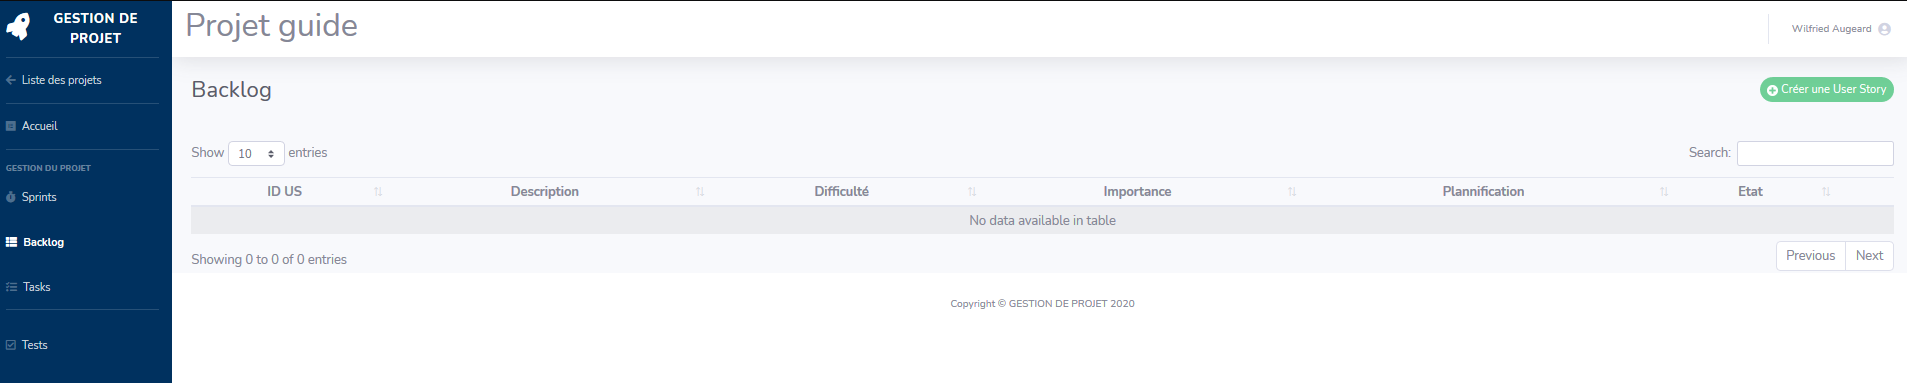 GESTION DE
PROJET
Projet guide
Wilfried Augeard
Liste des projets
Accueil
GESTION DU PROJET
Sprints
Backlog
Tasks
Tests
Backlog
Créer une User Story
Show 10 entries
Search:
ID US Description Difficulté Importance Plannification Etat
No data available in table
Showing 0 to 0 of 0 entries
Previous Next
Copyright © GESTION DE PROJET 2020